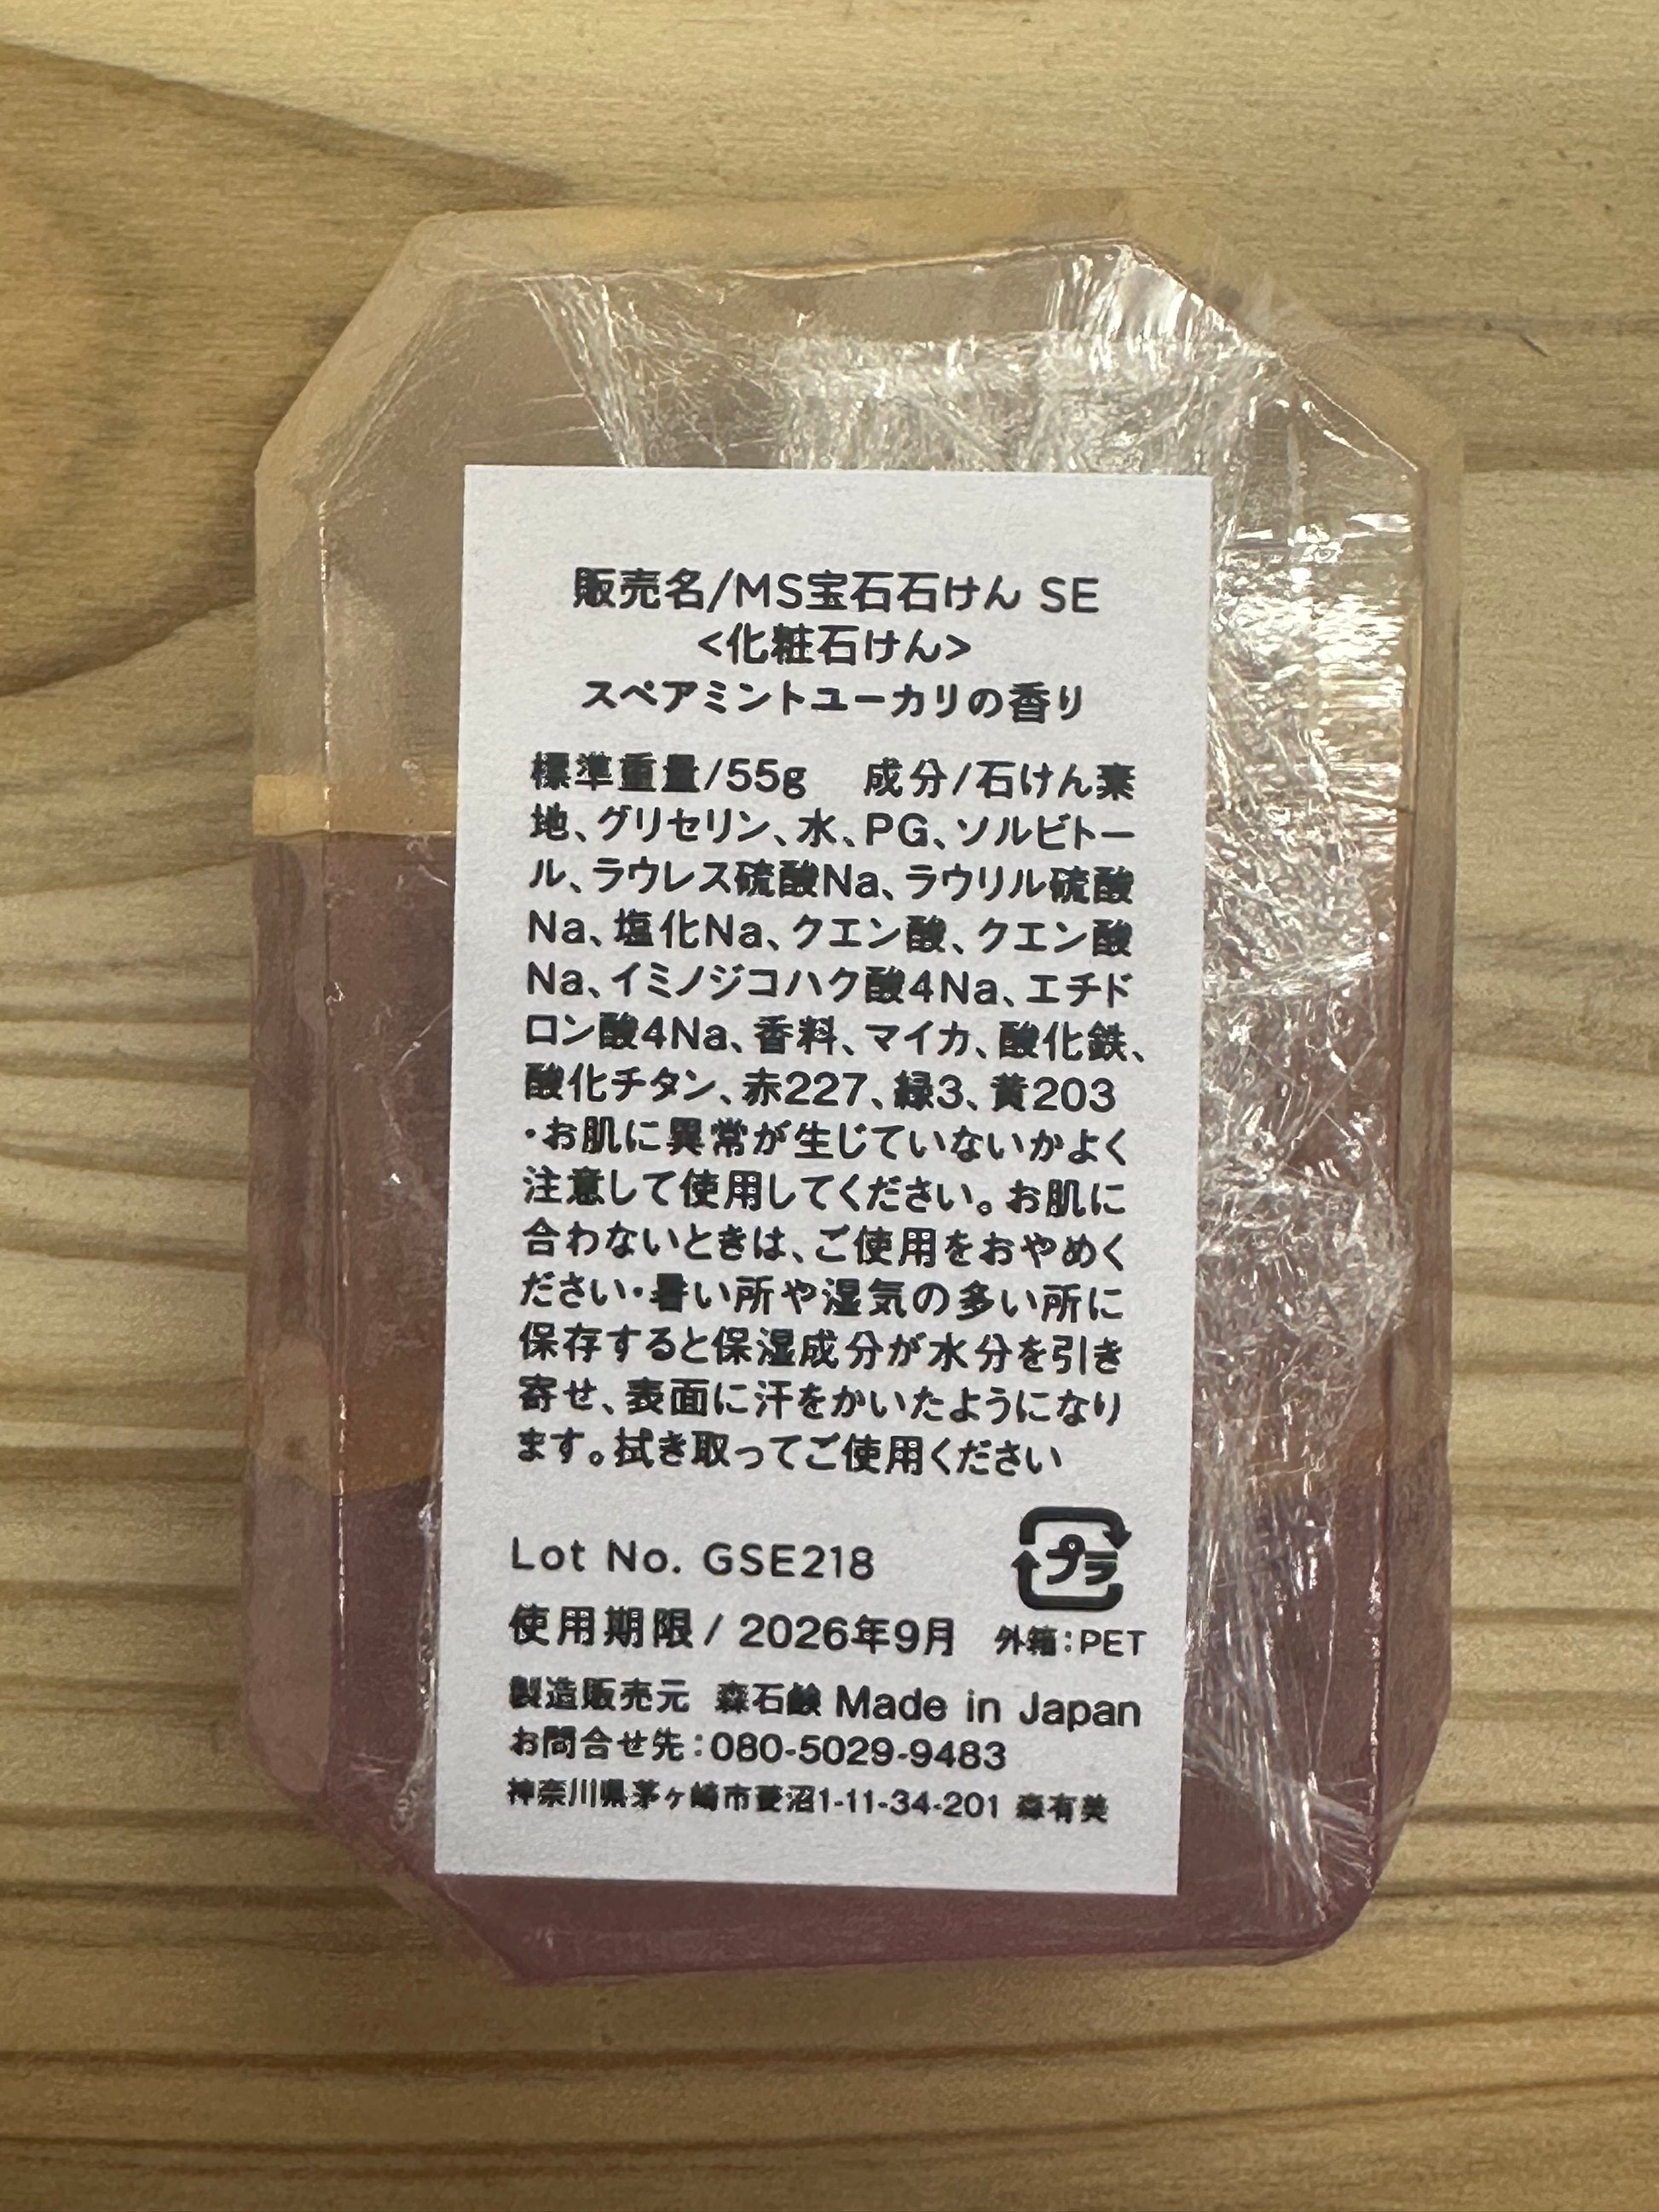 販売名/MS宝石石けん SE
<化粧石けん>
スペアミントユーカリの香り
標準重量/55g 成分/石けん素
地、グリセリン、水、PG、ソルビトー
ル、ラウレス硫酸Na、ラウリル硫酸
Na、塩化Na、クエン酸、クエン酸
Na、イミノジコハク酸4Na、エチド
ロン酸4Na、香料、マイカ、酸化鉄、
酸化チタン、赤227、緑3、黄203
・お肌に異常が生じていないかよく
注意して使用してください。お肌に
合わないときは、ご使用をおやめく
ださい・暑い所や湿気の多い所に
保存すると保湿成分が水分を引き
寄せ、表面に汗をかいたようになり
ます。拭き取ってご使用ください
Lot No. GSE218
プラ
使用期限/ 2026年9月 外箱:PET
製造販売元 森石鹸 Made in Japan
お問合せ先:080-5029-9483
神奈川県茅ヶ崎市菱沼1-11-34-201 森有美